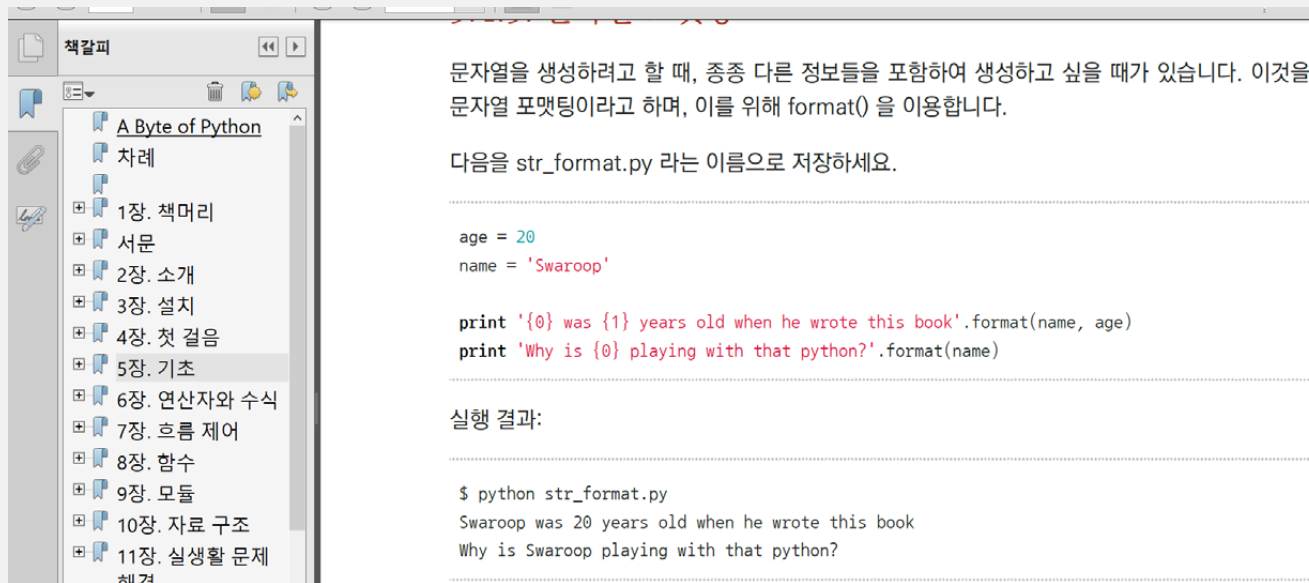 책갈피
A Byte of Python
차례
1장. 책머리
서문
2장. 소개
3장. 설치
4장. 첫 걸음
5장. 기초
6장. 연산자와 수식
7장. 흐름 제어
8장. 함수
9장. 모듈
10장. 자료 구조
11장. 실생활 문제
문자열을 생성하려고 할 때, 종종 다른 정보들을 포함하여 생성하고 싶을 때가 있습니다. 이것을
문자열 포맷팅이라고 하며, 이를 위해 format() 을 이용합니다.
다음을 str_format.py 라는 이름으로 저장하세요.
age = 20
name = 'Swaroop'
print '{0} was {1} years old when he wrote this book'.format(name, age)
print 'Why is {0} playing with that python?'.format(name)
실행 결과:
$ python str_format.py
Swaroop was 20 years old when he wrote this book
Why is Swaroop playing with that python?